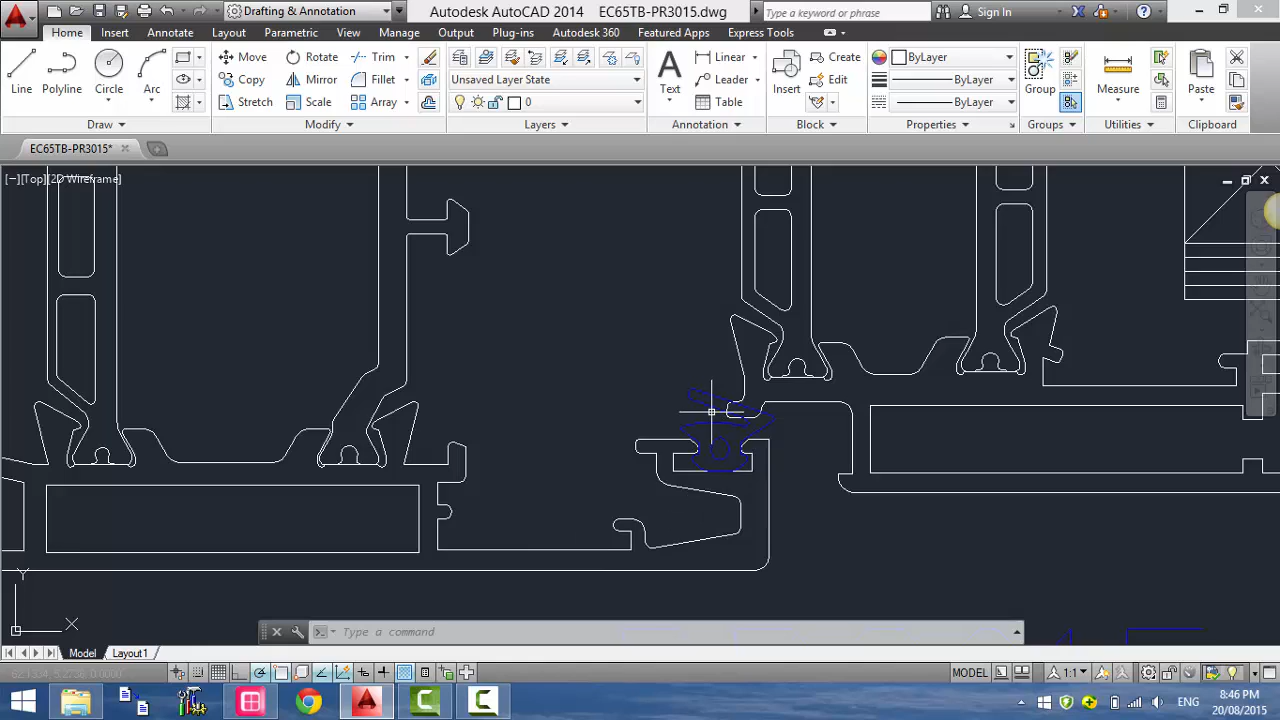 Drafting & Annotation
Autodesk AutoCAD 2014
EC65TB-PR3015.dwg
Type a keyword or phrase
Sign In
Home
Insert
Annotate
Layout
Parametric
View
Manage
Output
Plug-ins
Autodesk 360
Featured Apps
Express Tools
Line
Polyline
Circle
Arc
Move
Rotate
Trim
Copy
Mirror
Fillet
Stretch
Scale
Array
Unsaved Layer State
0
Text
Linear
Leader
Table
Insert
Create
Edit
ByLayer
ByLayer
ByLayer
Group
Measure
Paste
Draw
Modify
Layers
Annotation
Block
Properties
Groups
Utilities
Clipboard
EC65TB-PR3015*
[−][Top][2D Wireframe]
Y
X
Type a command
Model
Layout1
MODEL
1:1
ENG
8:46 PM
20/08/2015